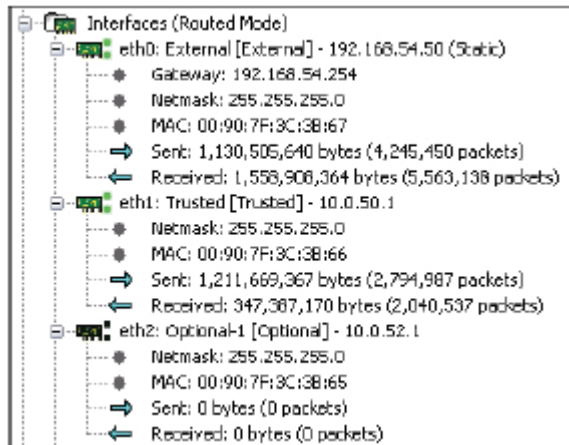 Interfaces (Routed Mode)
eth0: External [External] - 192.168.54.50 (Static)
Gateway: 192.168.54.254
Netmask: 255.255.255.0
MAC: 00:90:7F:3C:3B:67
Sent: 1,130,505,640 bytes (4,245,450 packets)
Received: 1,558,908,364 bytes (5,563,138 packets)
eth1: Trusted [Trusted] - 10.0.50.1
Netmask: 255.255.255.0
MAC: 00:90:7F:3C:3B:66
Sent: 1,211,669,367 bytes (2,794,987 packets)
Received: 347,387,170 bytes (2,040,537 packets)
eth2: Optional-1 [Optional] - 10.0.52.1
Netmask: 255.255.255.0
MAC: 00:90:7F:3C:3B:65
Sent: 0 bytes (0 packets)
Received: 0 bytes (0 packets)